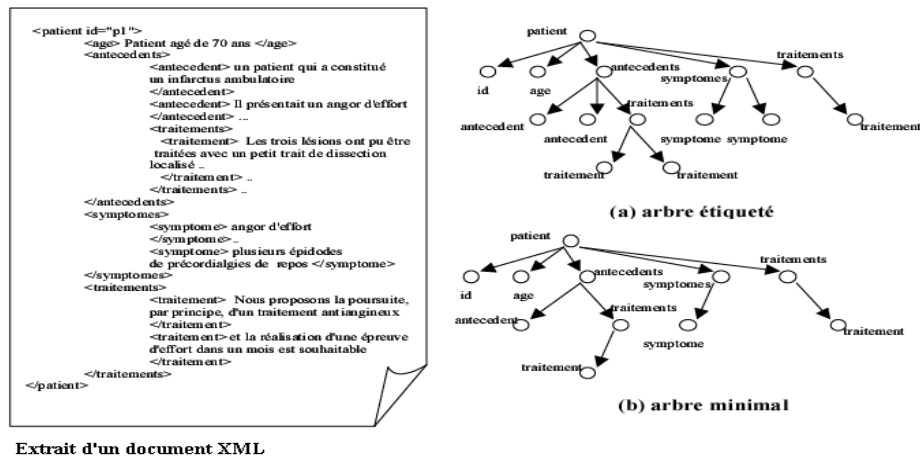 <patient id="p1">
<age> Patient agé de 70 ans </age>
<antecedents>
<antecedent> un patient qui a constitué
un infarctus ambulatoire
</antecedent>
<antecedent> Il présentait un angor d'effort
</antecedent> ...
<traitements>
<traitement> Les trois lésions ont pu être
traitées avec un petit trait de dissection
localisé ..
</traitement> ..
</traitements> ..
</antecedents>
<symptomes>
<symptome> angor d'effort
</symptome>..
<symptome> plusieurs épidodes
de précordialgies de repos </symptome>
</symptomes>
<traitements>
<traitement> Nous proposons la poursuite,
par principe, d'un traitement antiangineux
</traitement>
<traitement>et la réalisation d'une épreuve
d'effort dans un mois est souhaitable
</traitement>
</traitements>
</patient>
Extrait d'un document XML
patient
id
age
antecedents
symptomes
traitements
antecedent
antecedent
traitements
symptome
symptome
traitement
traitement
traitement
(a) arbre étiqueté
patient
id
age
antecedents
symptomes
traitements
antecedent
traitements
symptome
traitement
traitement
(b) arbre minimal